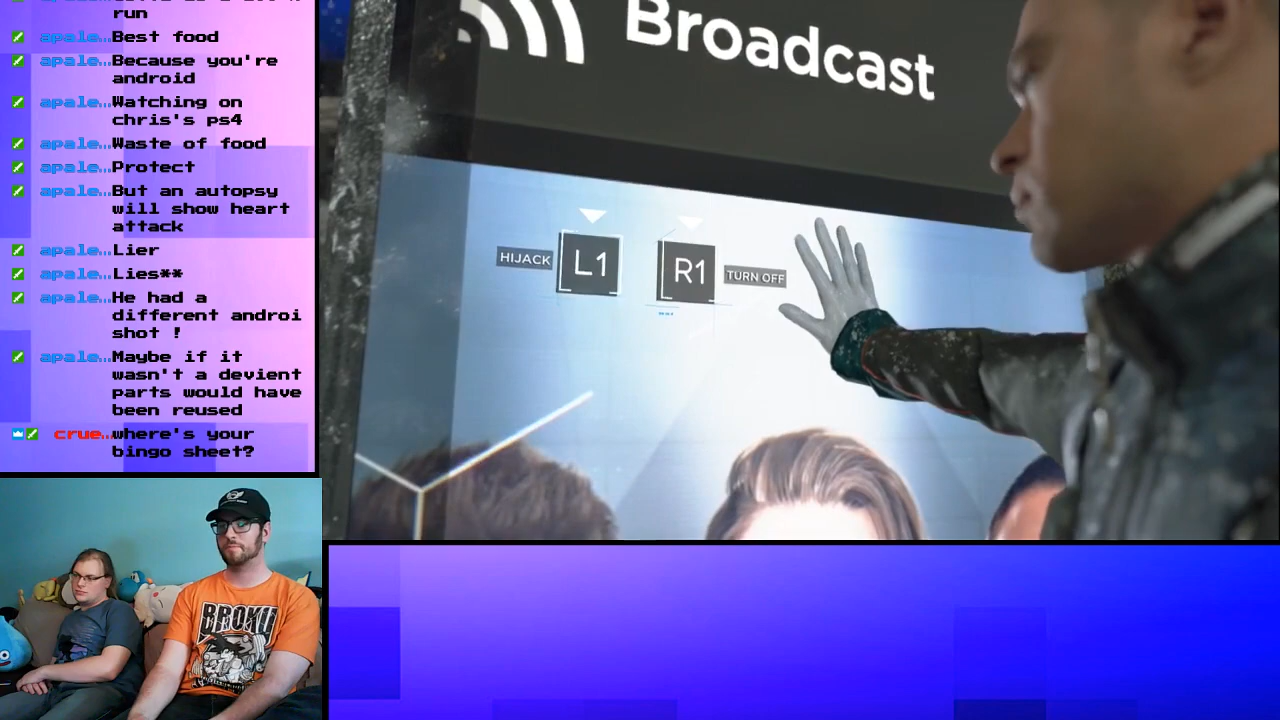 run
apale...Best food
apale...Because you're
android
apale...Watching on
chris's ps4
apale...Waste of food
apale...Protect
apale...But an autopsy
will show heart
attack
apale...Lier
apale...Lies**
apale...He had a
different androi
shot !
apale...Maybe if it
wasn't a devient
parts would have
been reused
crue...where's your
bingo sheet?
Broadcast
HIJACK L1 R1 TURN OFF
BROKU